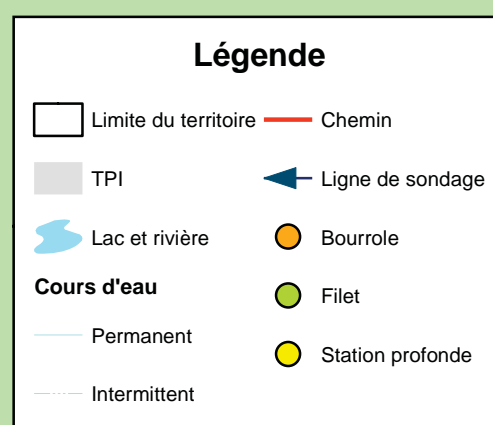 Légende
Limite du territoire
Chemin
TPI
Ligne de sondage
Lac et rivière
Bourrole
Cours d'eau
Filet
Permanent
Station profonde
Intermittent